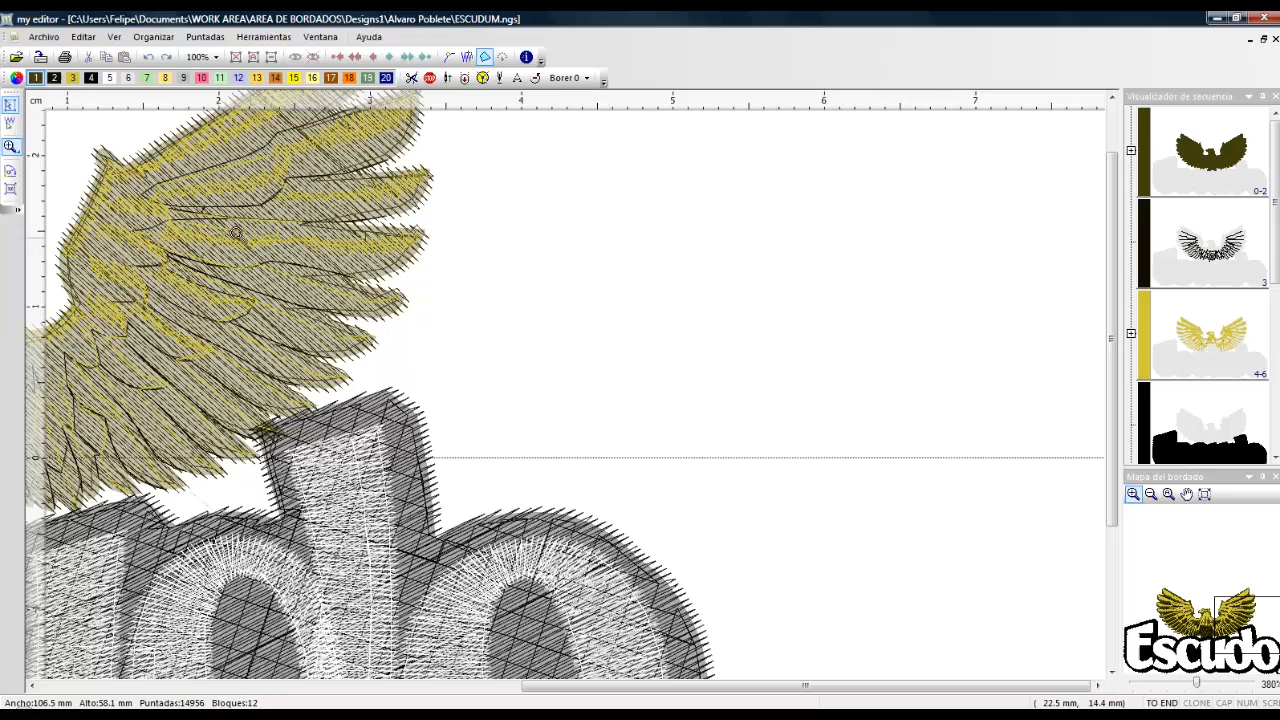 my editor - [C:\Users\Felipe\Documents\WORK AREA\AREA DE BORDADOS\Designs1\Alvaro Poblete\ESCUDUM.ngs]
Archivo Editar Ver Organizar Puntadas Herramientas Ventana Ayuda
100%
1 2 3 4 5 6 7 8 9 10 11 12 13 14 15 16 17 18 19 20 Borer 0
cm 1 2 3 4 5 6 7
2
1
0
Visualizador de secuencia
0-2
3
4-6
Mapa del bordado
Escudo
380%
Ancho:106.5 mm Alto:58.1 mm Puntadas:14956 Bloques:12 ( 22.5 mm, 14.4 mm) TO END CLONE CAP NUM SCR